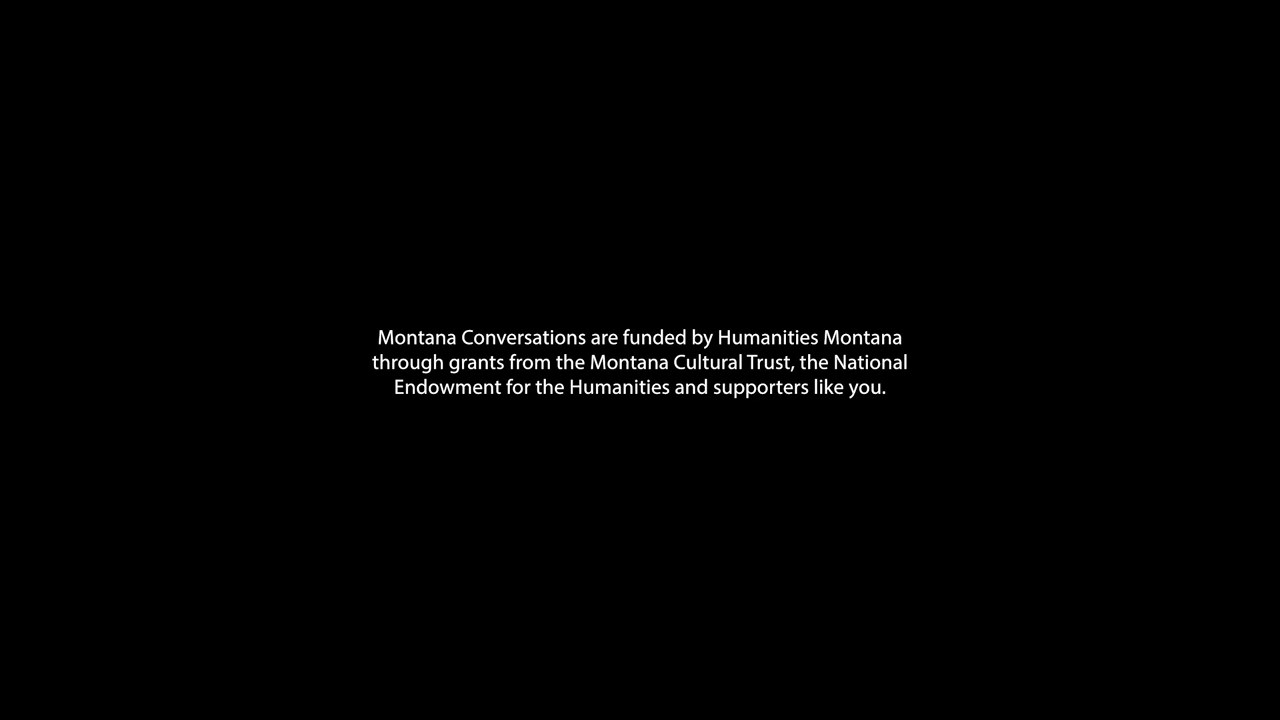 Montana Conversations are funded by Humanities Montana
through grants from the Montana Cultural Trust, the National
Endowment for the Humanities and supporters like you.